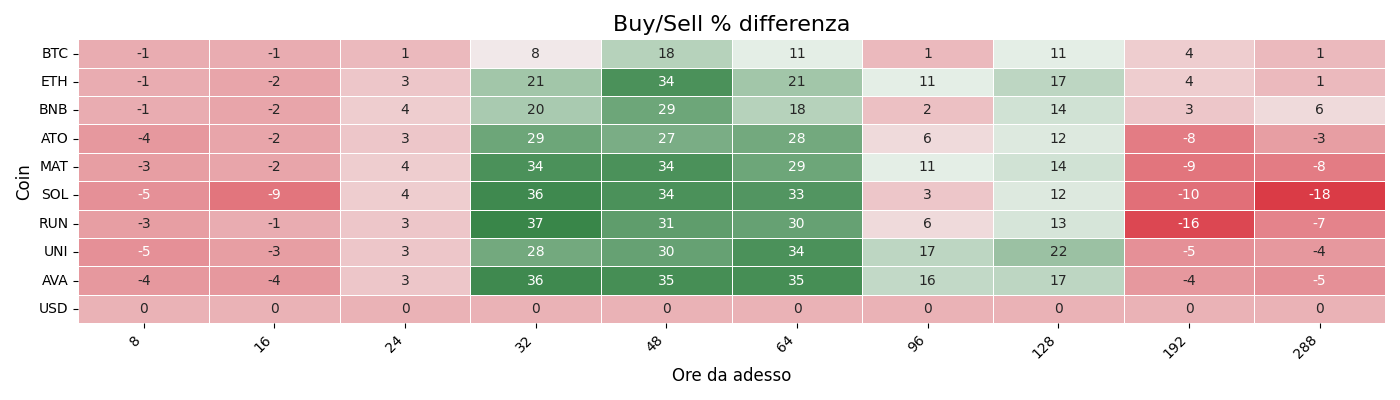 Buy/Sell % differenza
Coin
BTC -1 -1 1 8 18 11 1 11 4 1
ETH -1 -2 3 21 34 21 11 17 4 1
BNB -1 -2 4 20 29 18 2 14 3 6
ATO -4 -2 3 29 27 28 6 12 -8 -3
MAT -3 -2 4 34 34 29 11 14 -9 -8
SOL -5 -9 4 36 34 33 3 12 -10 -18
RUN -3 -1 3 37 31 30 6 13 -16 -7
UNI -5 -3 3 28 30 34 17 22 -5 -4
AVA -4 -4 3 36 35 35 16 17 -4 -5
USD 0 0 0 0 0 0 0 0 0 0
8 16 24 32 48 64 96 128 192 288
Ore da adesso